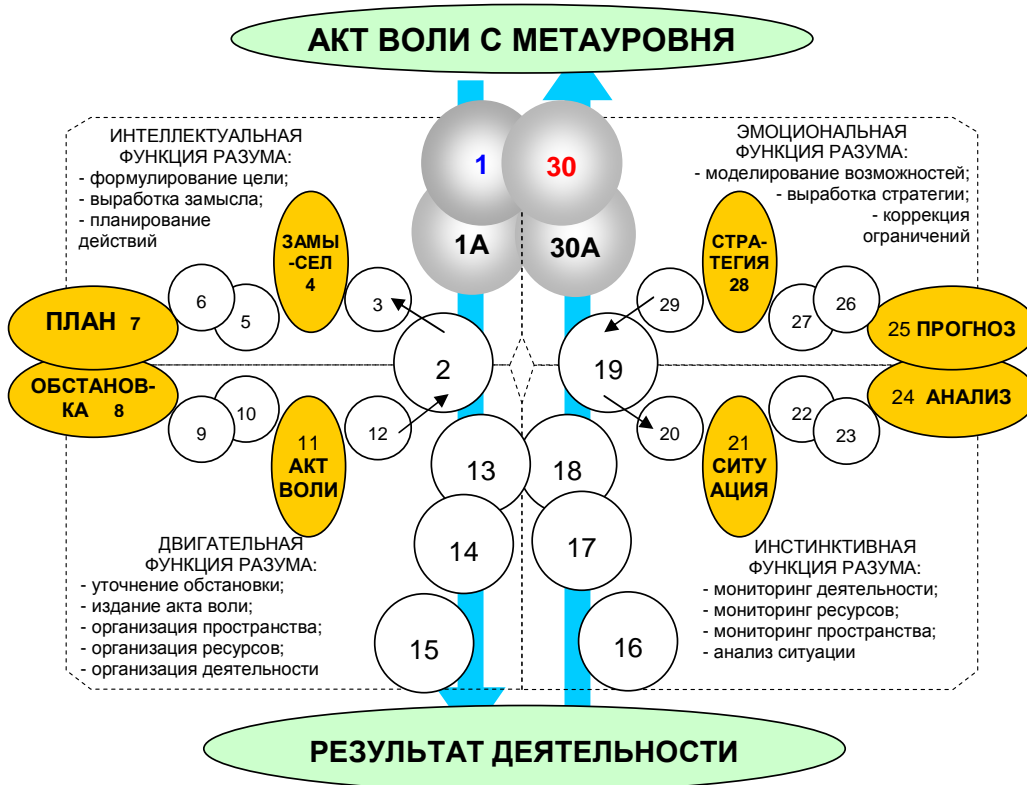 АКТ ВОЛИ С МЕТАУРОВНЯ
ИНТЕЛЛЕКТУАЛЬНАЯ
ФУНКЦИЯ РАЗУМА:
- формулирование цели;
- выработка замысла;
- планирование
действий
ЭМОЦИОНАЛЬНАЯ
ФУНКЦИЯ РАЗУМА:
- моделирование возможностей;
- выработка стратегии;
- коррекция
ограничений
1
30
1А
30А
ЗАМЫ
-СЕЛ
4
3
5
6
ПЛАН 7
СТРА-
ТЕГИЯ
28
29
27
26
25 ПРОГНОЗ
2
19
ОБСТАНОВ-
КА 8
9
10
11
АКТ
ВОЛИ
12
20
21
СИТУ
АЦИЯ
22
23
24 АНАЛИЗ
13
18
14
17
15
16
ДВИГАТЕЛЬНАЯ
ФУНКЦИЯ РАЗУМА:
- уточнение обстановки;
- издание акта воли;
- организация пространства;
- организация ресурсов;
- организация деятельности
ИНСТИНКТИВНАЯ
ФУНКЦИЯ РАЗУМА:
- мониторинг деятельности;
- мониторинг ресурсов;
- мониторинг пространства;
- анализ ситуации
РЕЗУЛЬТАТ ДЕЯТЕЛЬНОСТИ